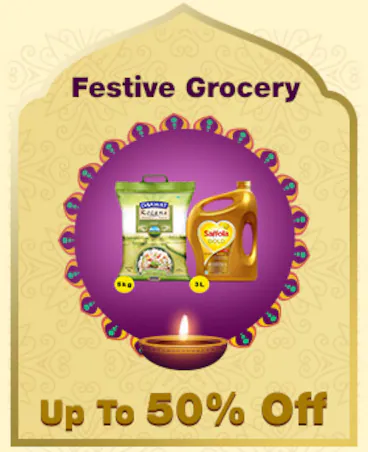 Festive Grocery
DAAWAT
Rozana
Saffola
GOLD
5kg
3L
Up To 50% Off